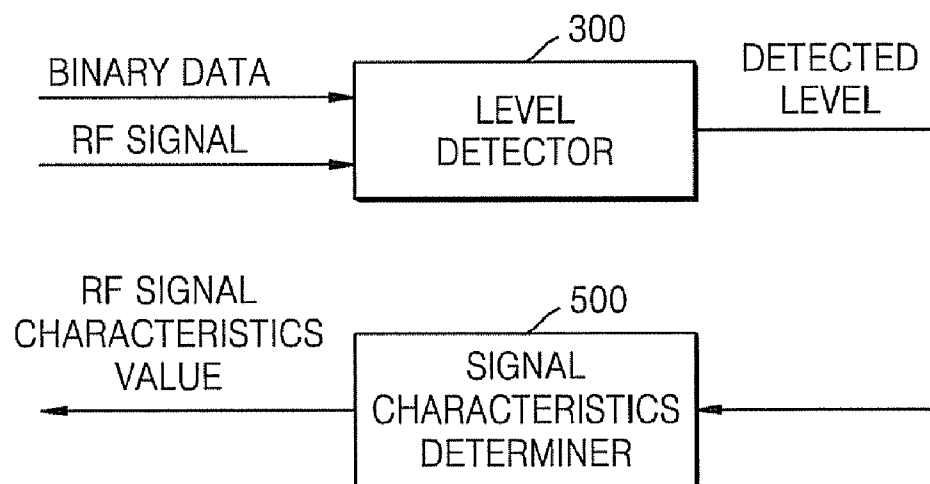 300
BINARY DATA
RF SIGNAL
LEVEL
DETECTOR
DETECTED
LEVEL
RF SIGNAL
CHARACTERISTICS
VALUE
500
SIGNAL
CHARACTERISTICS
DETERMINER